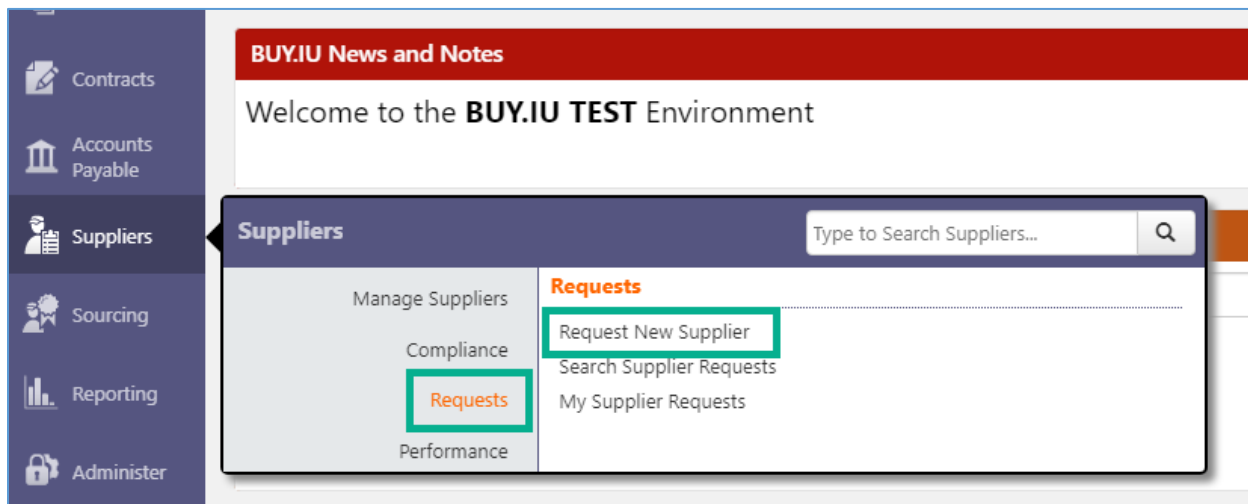 BUY.IU News and Notes
Welcome to the BUY.IU TEST Environment
Contracts
Accounts
Payable
Suppliers
Sourcing
Reporting
Administer
Suppliers
Type to Search Suppliers...
Manage Suppliers
Compliance
Requests
Performance
Requests
Request New Supplier
Search Supplier Requests
My Supplier Requests